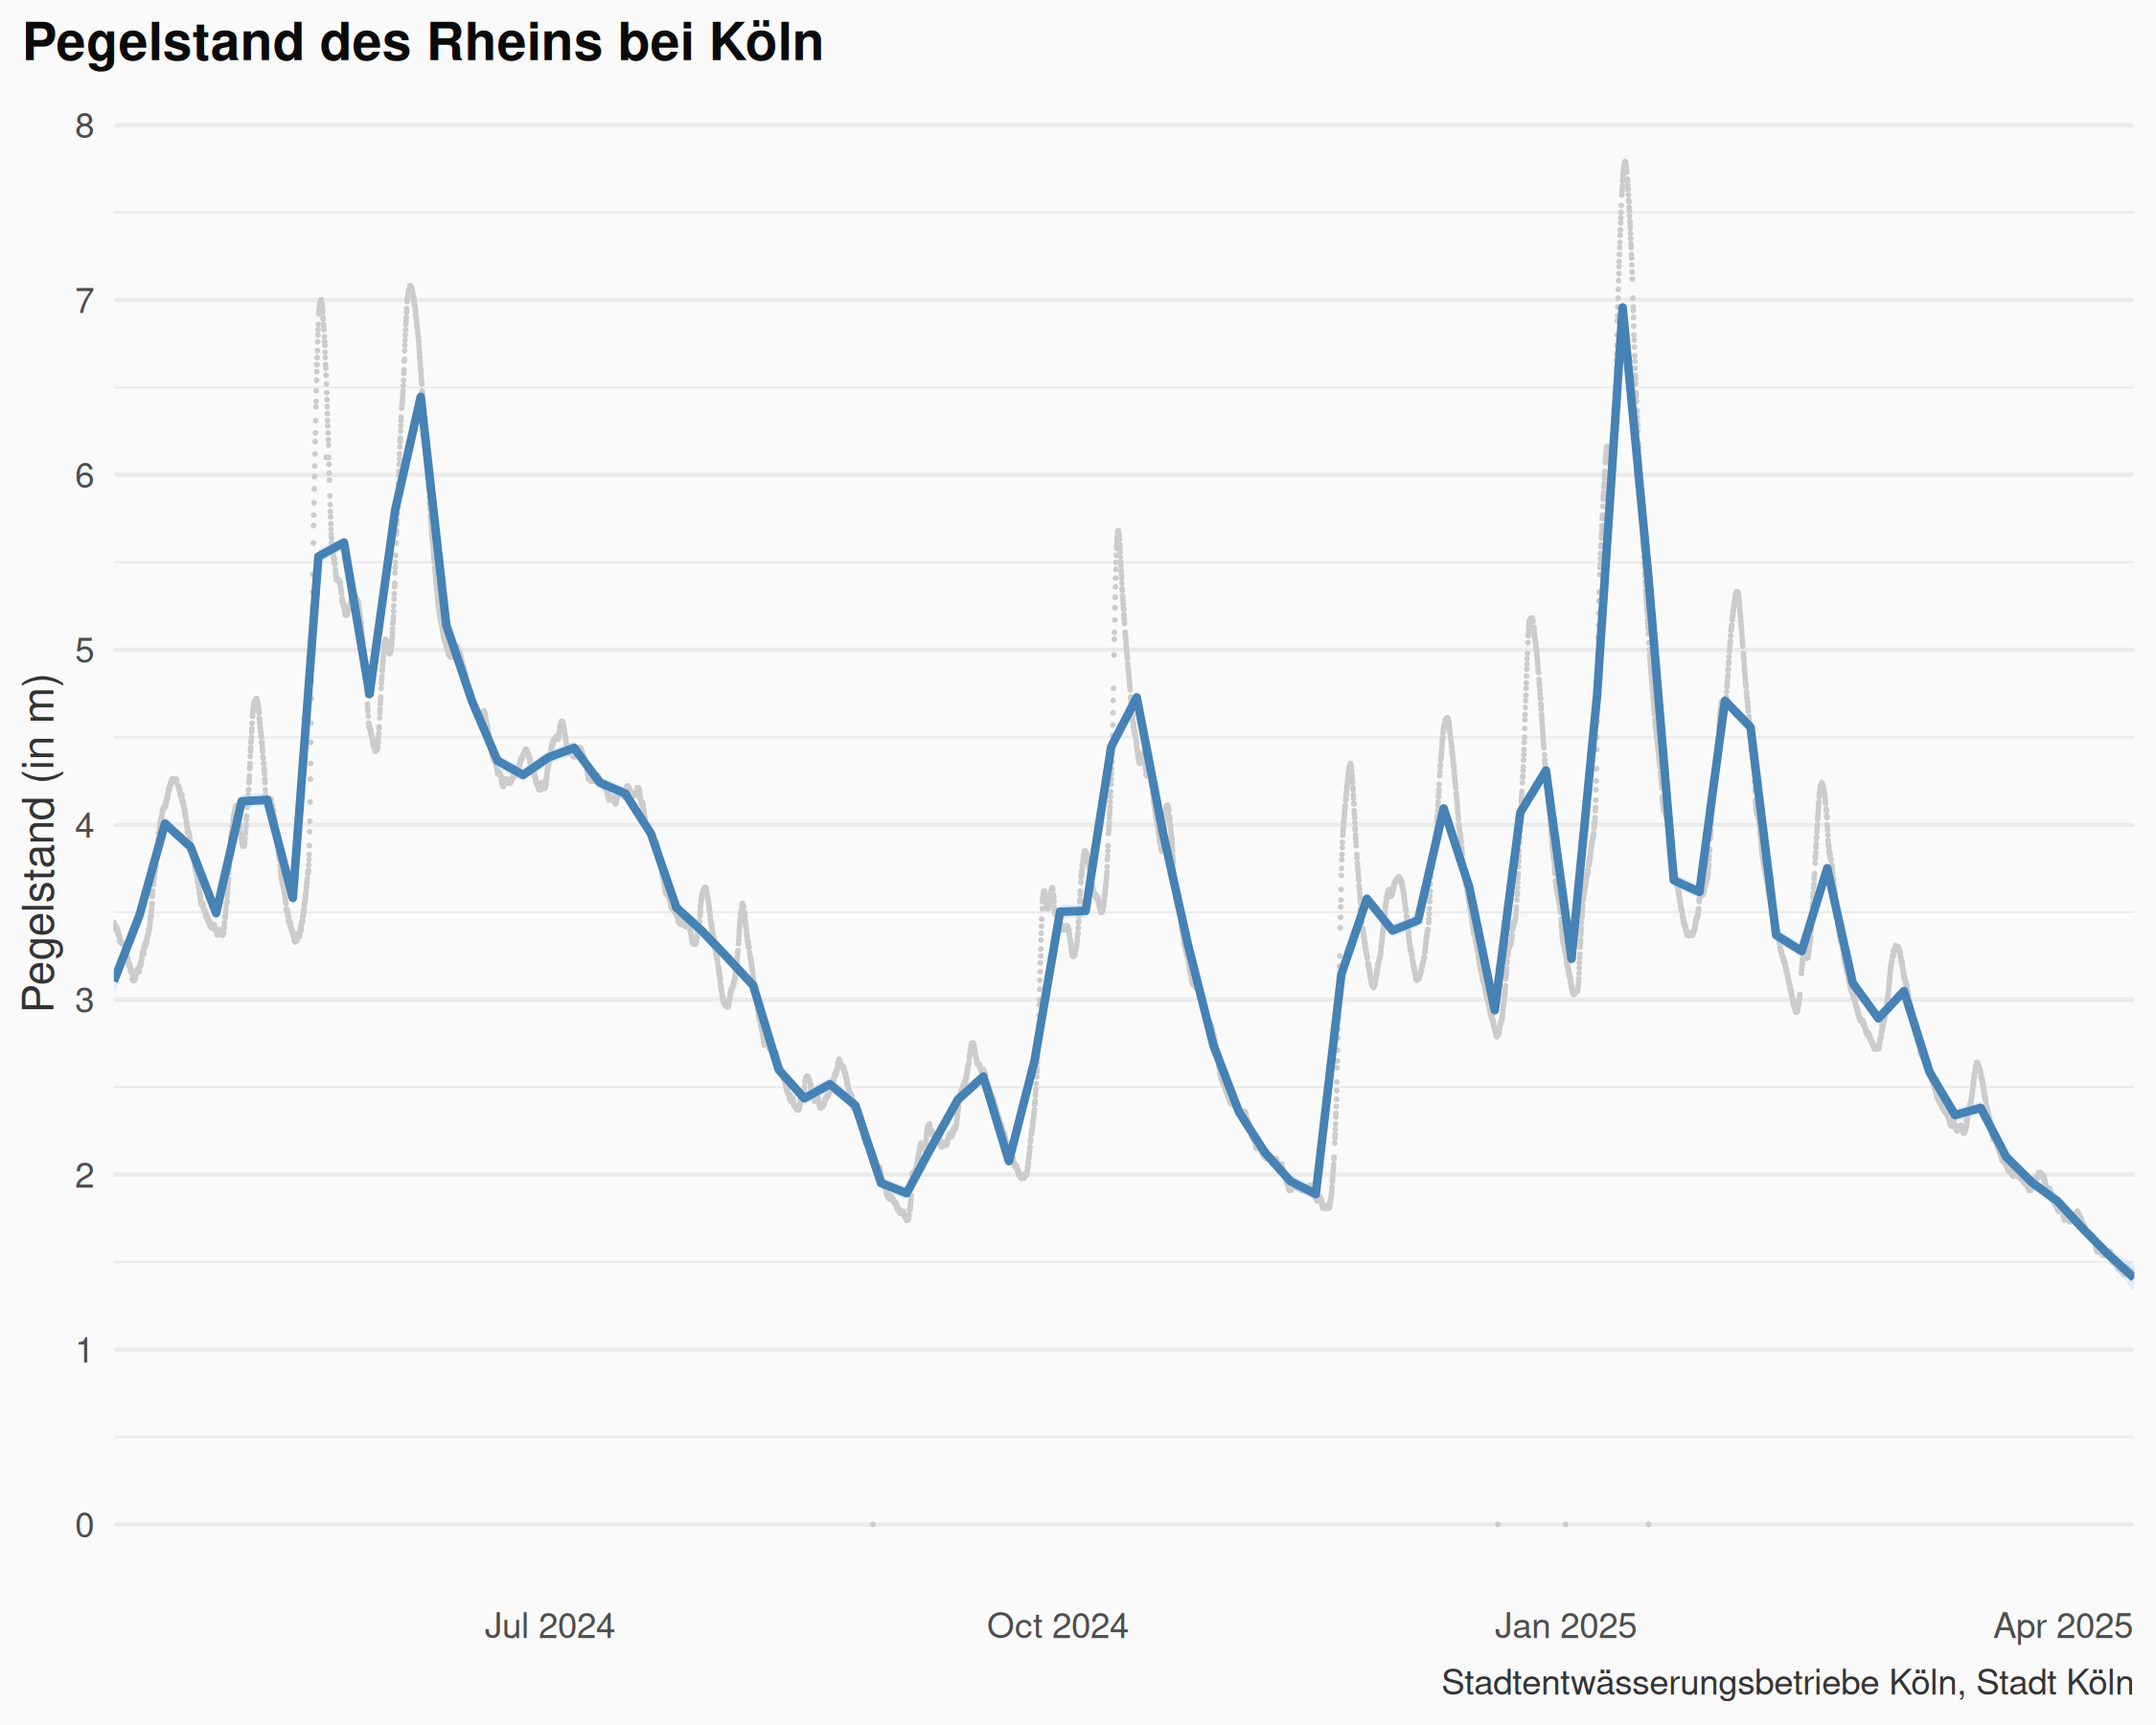 Pegelstand des Rheins bei Köln
Pegelstand (in m)
8
7
6
5
4
3
2
1
0
Jul 2024 Oct 2024 Jan 2025 Apr 2025
Stadtentwässerungsbetriebe Köln, Stadt Köln